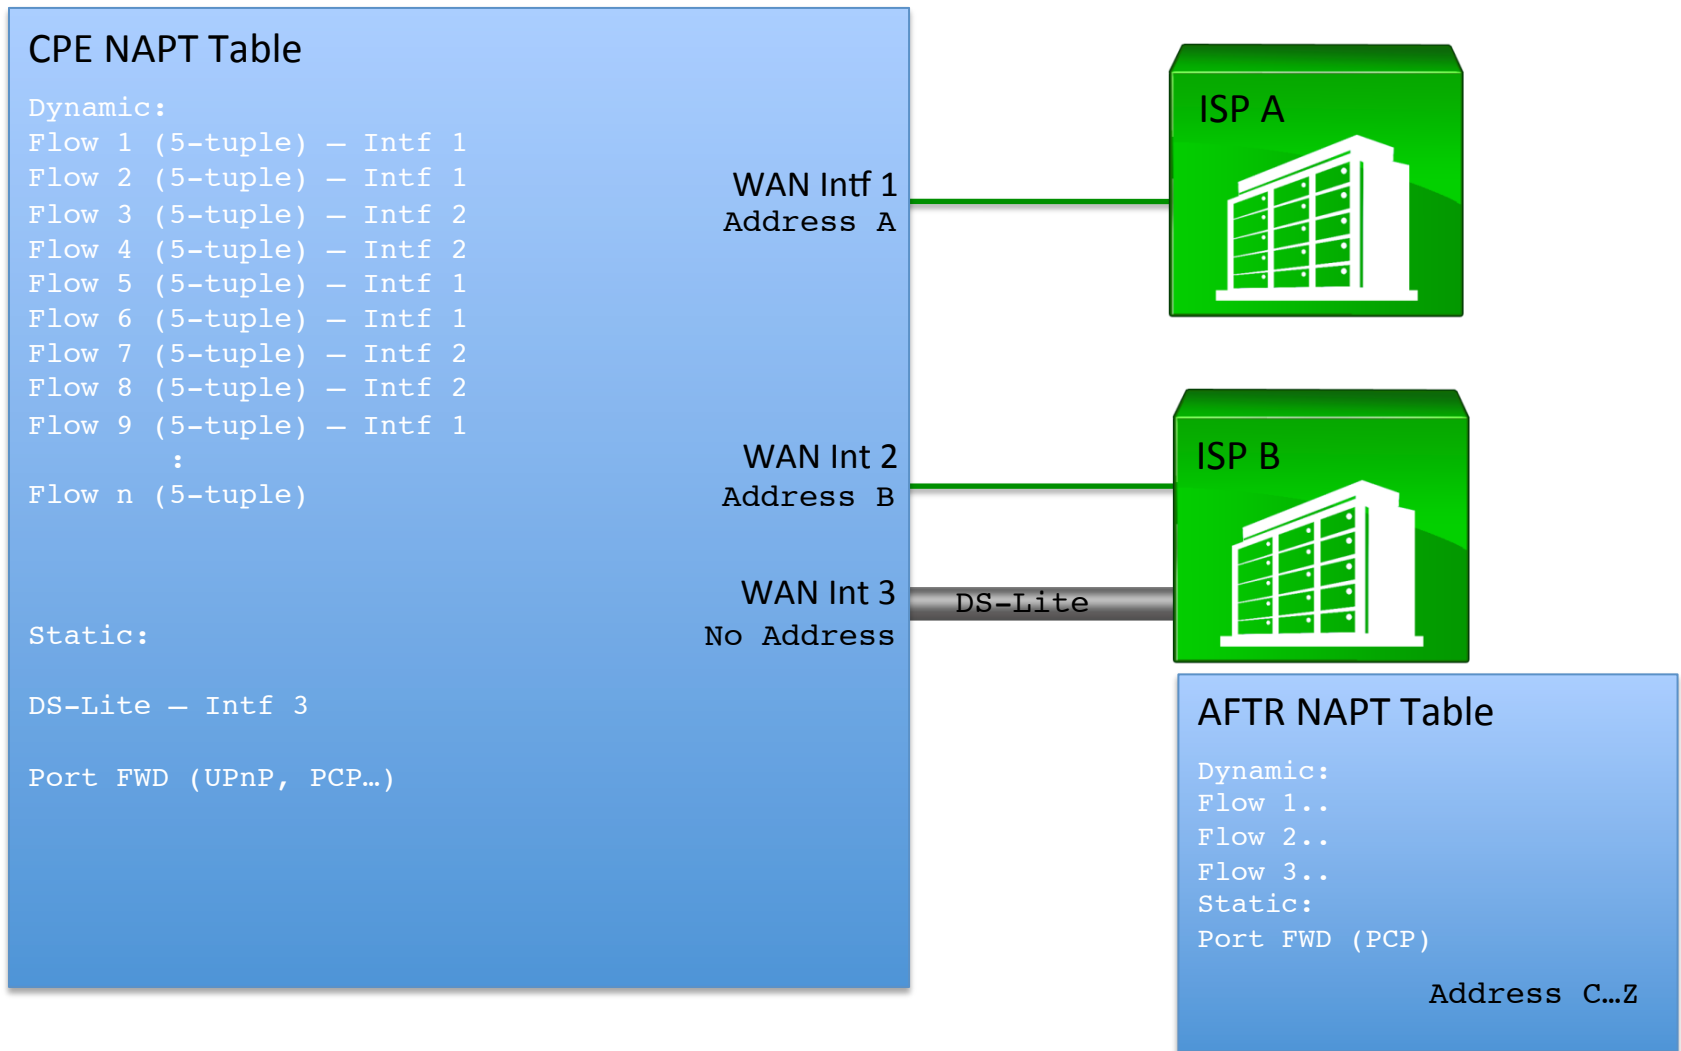 CPE NAPT Table
Dynamic:
Flow 1 (5-tuple) – Intf 1
Flow 2 (5-tuple) – Intf 1
Flow 3 (5-tuple) – Intf 2
Flow 4 (5-tuple) – Intf 2
Flow 5 (5-tuple) – Intf 1
Flow 6 (5-tuple) – Intf 1
Flow 7 (5-tuple) – Intf 2
Flow 8 (5-tuple) – Intf 2
Flow 9 (5-tuple) – Intf 1
:
Flow n (5-tuple)
Static:
DS-Lite – Intf 3
Port FWD (UPnP, PCP…)
WAN Intf 1
Address A
WAN Int 2
Address B
WAN Int 3
No Address
DS-Lite
ISP A
ISP B
AFTR NAPT Table
Dynamic:
Flow 1..
Flow 2..
Flow 3..
Static:
Port FWD (PCP)
Address C…Z